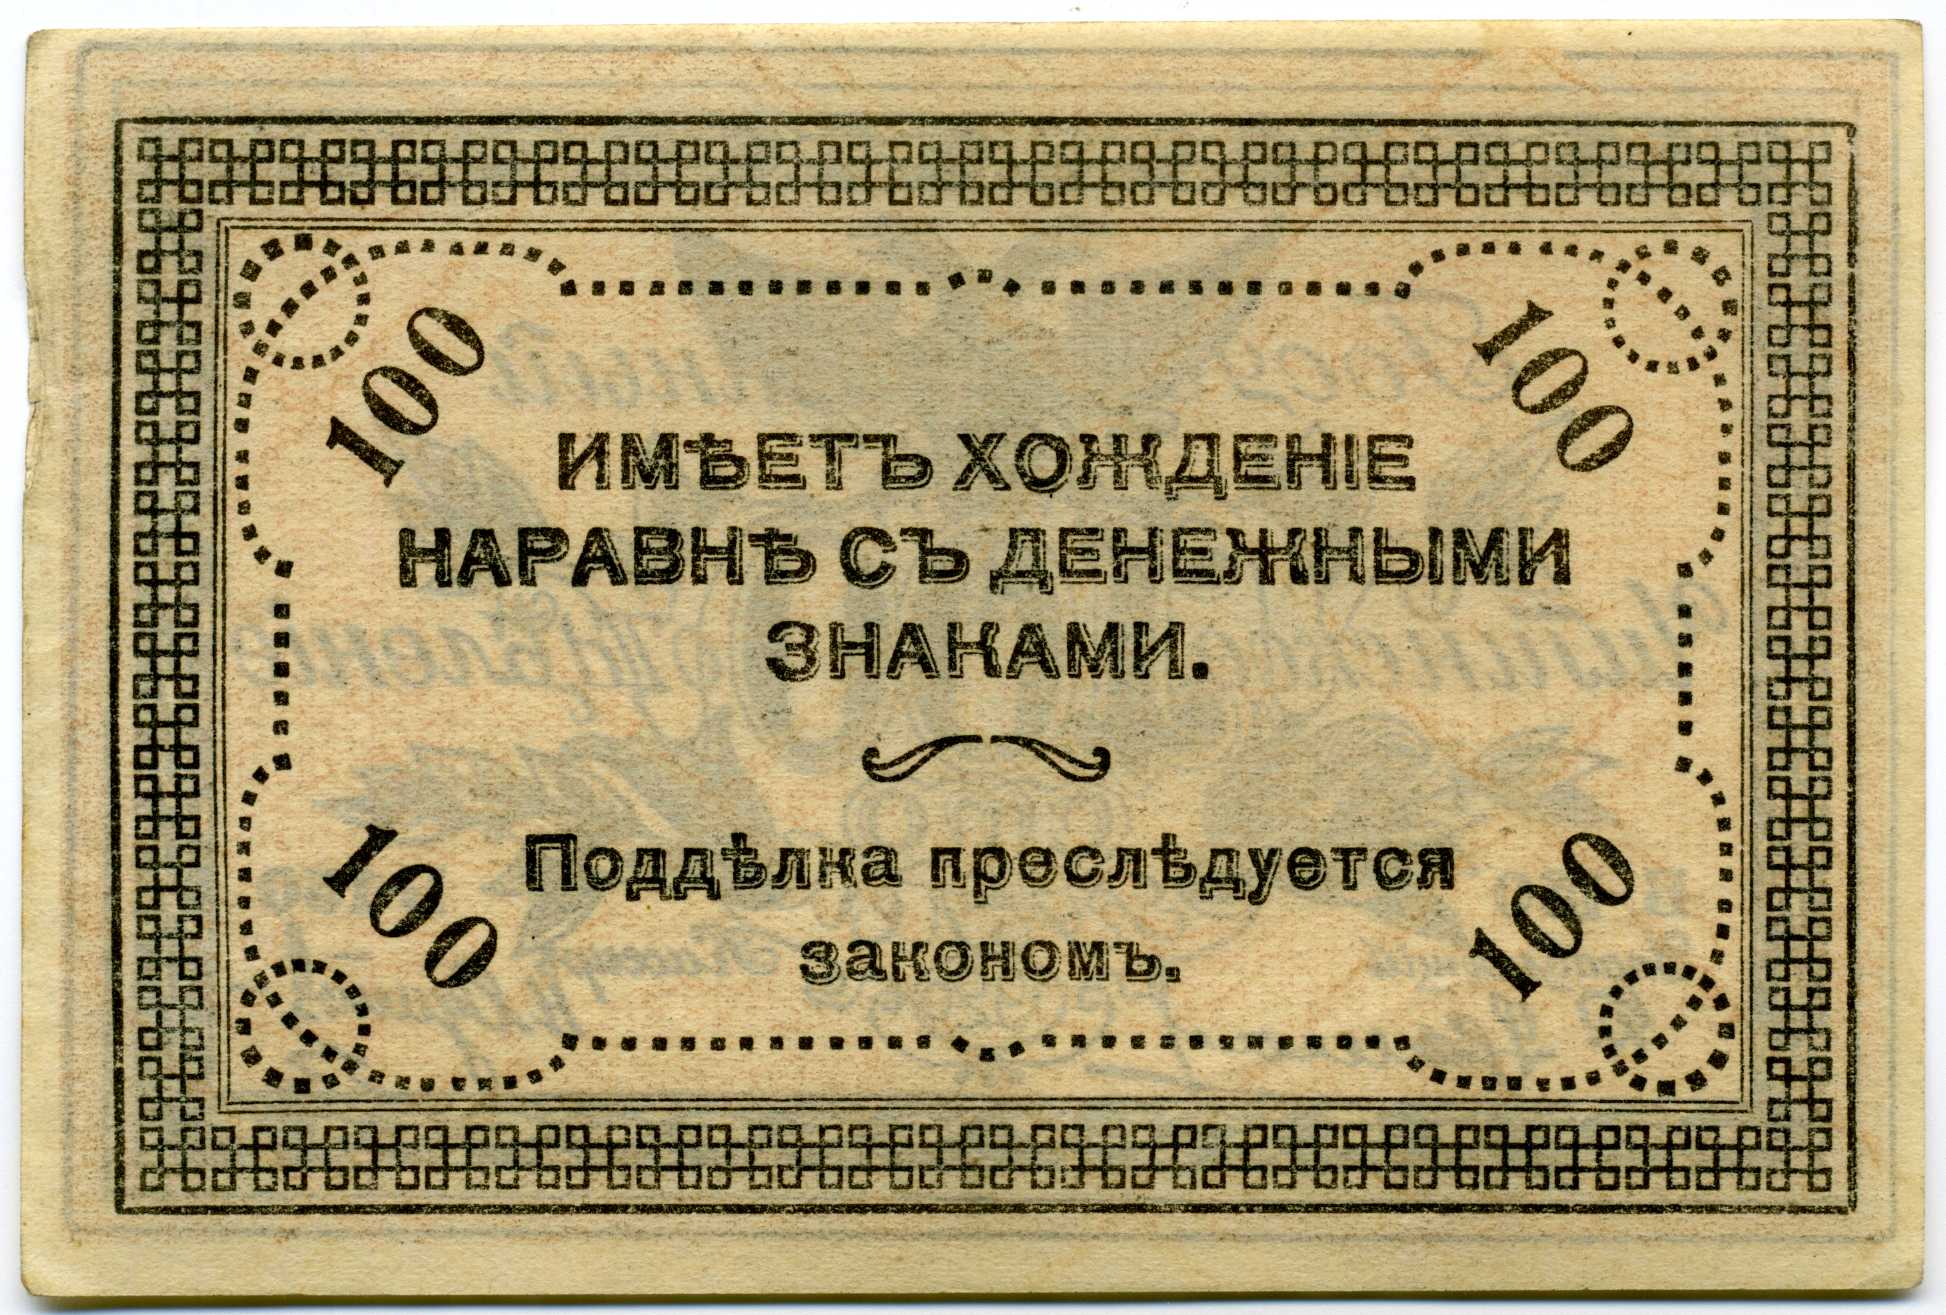 100 100
ИМѢЕТЪ ХОЖДЕНІЕ
НАРАВНѢ СЪ ДЕНЕЖНЫМИ
ЗНАКАМИ.
Поддѣлка преслѣдуется
закономъ.
100 100